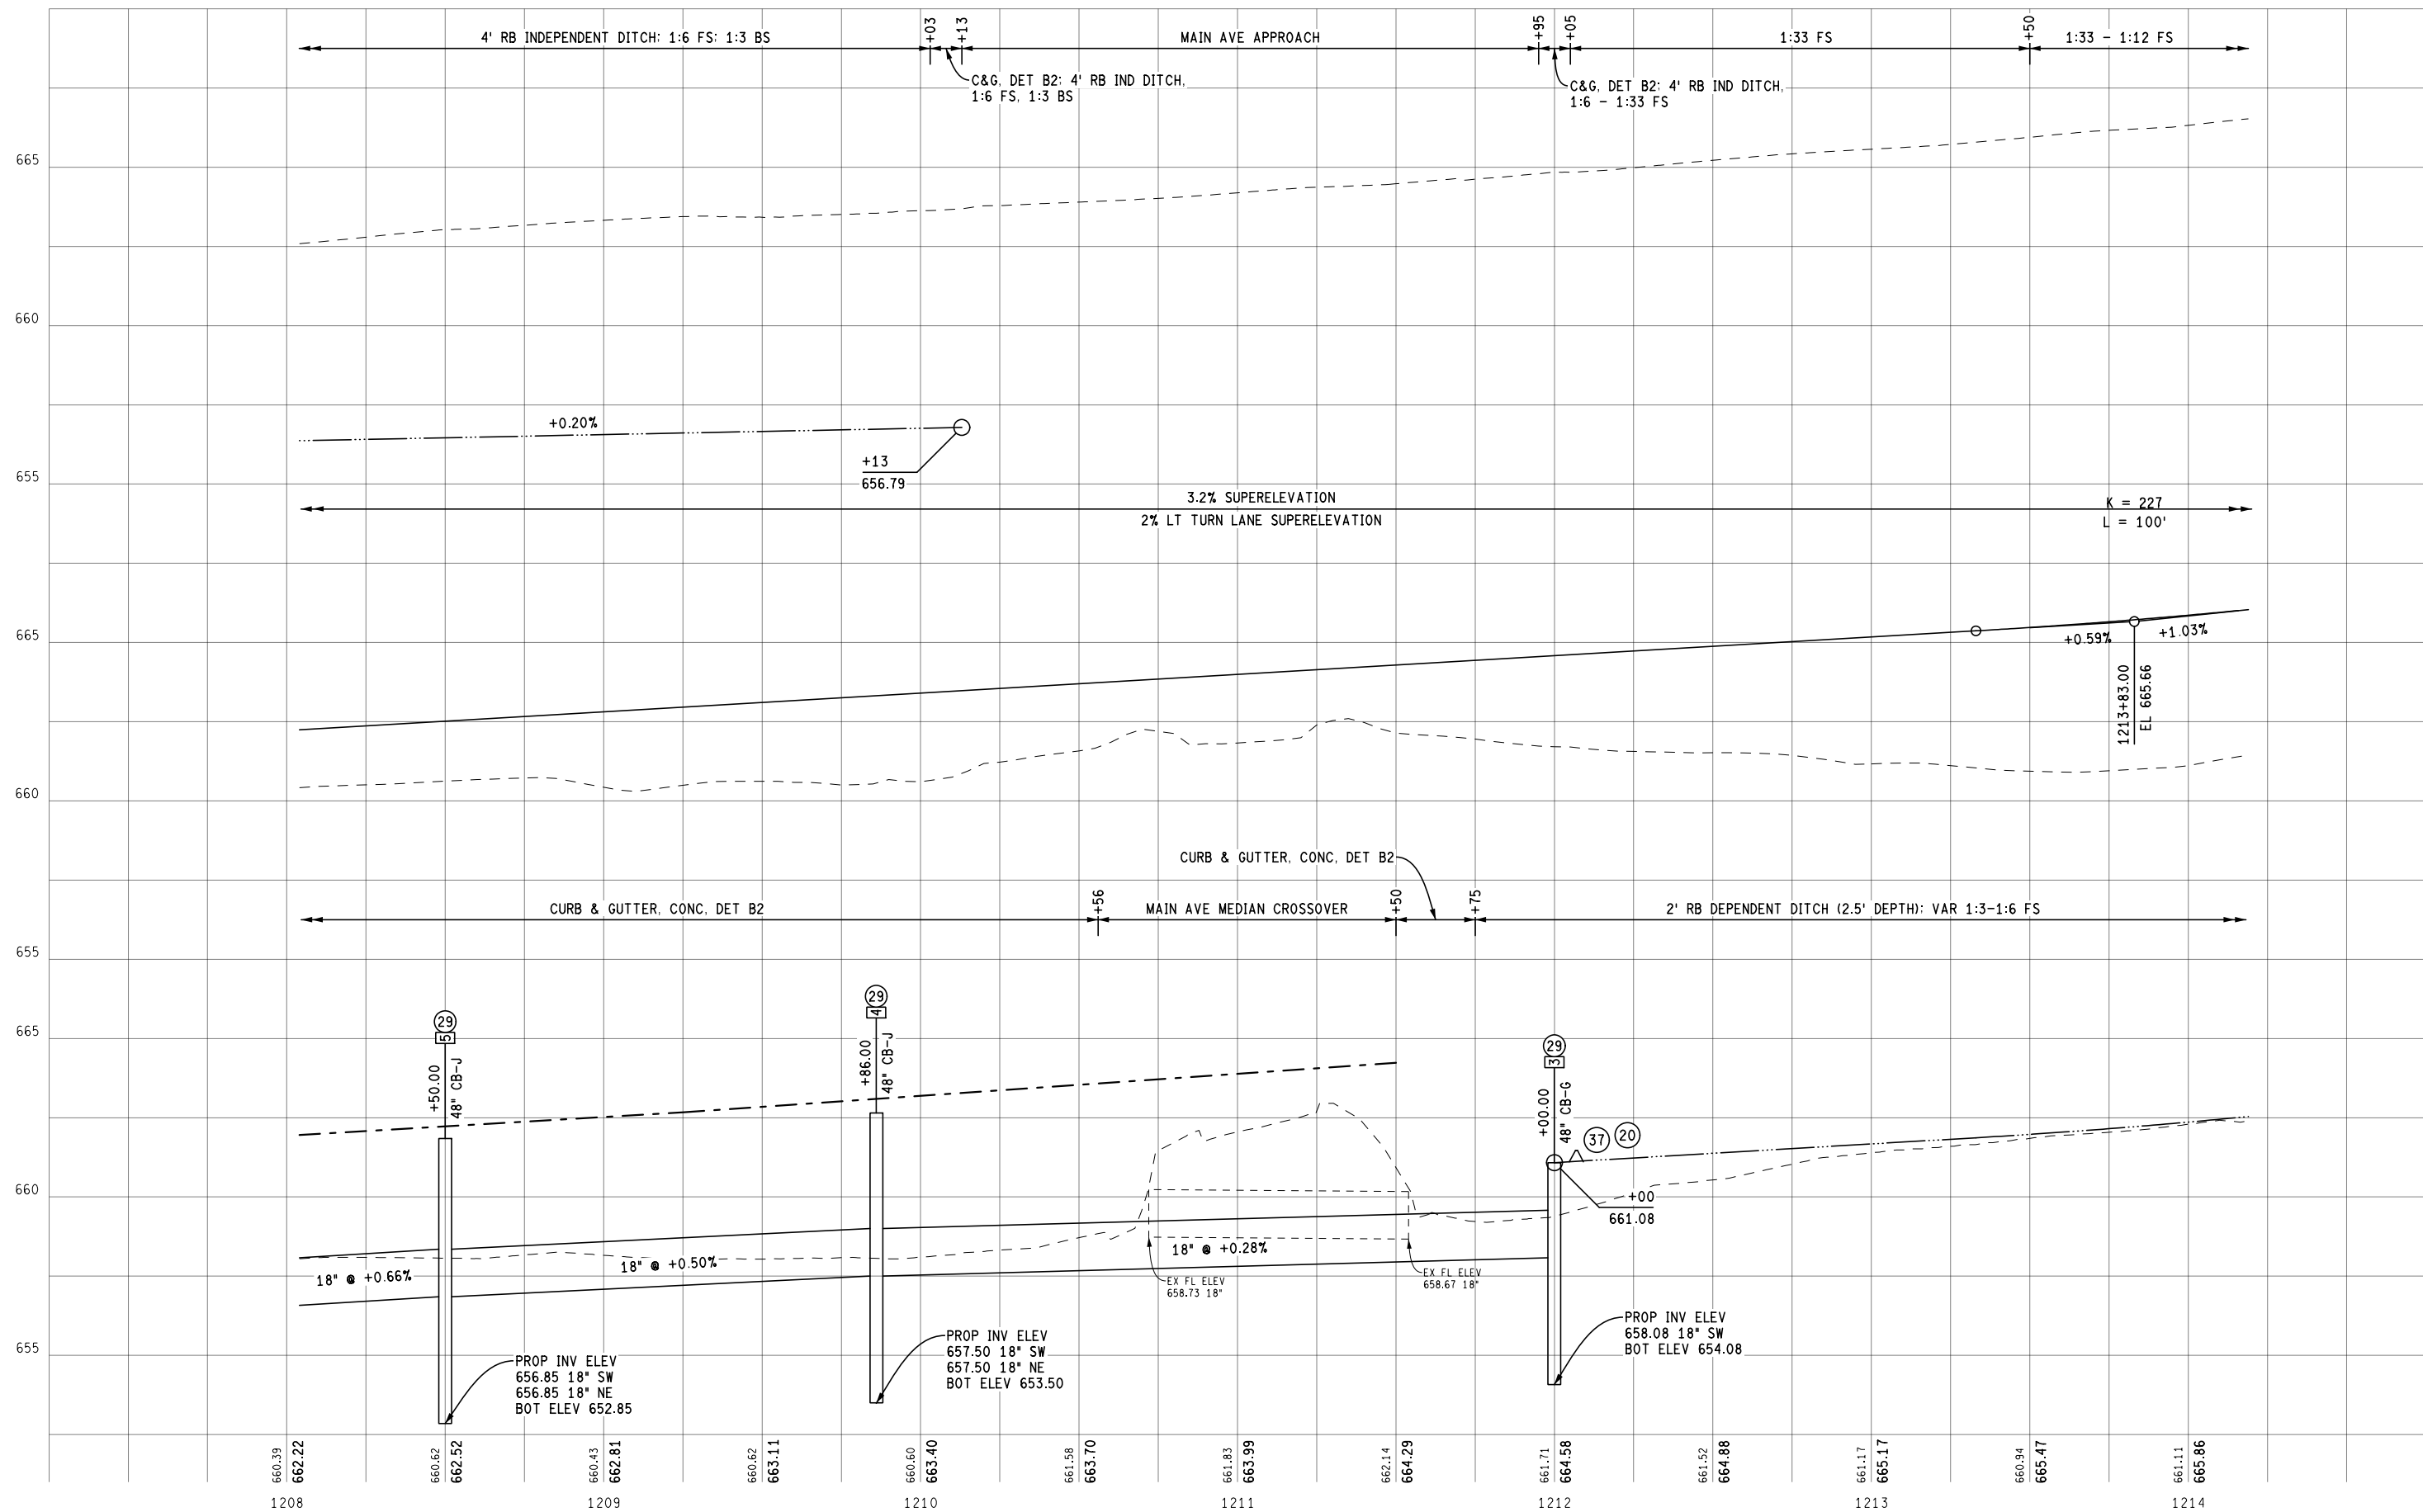 4' RB INDEPENDENT DITCH; 1:6 FS; 1:3 BS
+03
+13
MAIN AVE APPROACH
+95
+05
1:33 FS
+50
1:33 - 1:12 FS
C&G, DET B2; 4' RB IND DITCH,
1:6 FS, 1:3 BS
C&G, DET B2; 4' RB IND DITCH,
1:6 - 1:33 FS
665
660
+0.20%
+13
656.79
655
3.2% SUPERELEVATION
2% LT TURN LANE SUPERELEVATION
K = 227
L = 100'
665
+0.59%
+1.03%
1213+83.00
EL 665.66
660
CURB & GUTTER, CONC, DET B2
CURB & GUTTER, CONC, DET B2
+56
MAIN AVE MEDIAN CROSSOVER
+50
+75
2' RB DEPENDENT DITCH (2.5' DEPTH); VAR 1:3-1:6 FS
655
29
5
+50.00
48" CB-J
29
4
+86.00
48" CB-J
29
3
+00.00
48" CB-G
37
20
665
660
+00
661.08
18" @ +0.66%
18" @ +0.50%
18" @ +0.28%
EX FL ELEV
658.73 18"
EX FL ELEV
658.67 18"
655
PROP INV ELEV
656.85 18" SW
656.85 18" NE
BOT ELEV 652.85
PROP INV ELEV
657.50 18" SW
657.50 18" NE
BOT ELEV 653.50
PROP INV ELEV
658.08 18" SW
BOT ELEV 654.08
660.39
662.22
660.62
662.52
660.43
662.81
660.62
663.11
660.60
663.40
661.58
663.70
661.83
663.99
662.14
664.29
661.71
664.58
661.52
664.88
661.17
665.17
660.94
665.47
661.11
665.86
1208
1209
1210
1211
1212
1213
1214